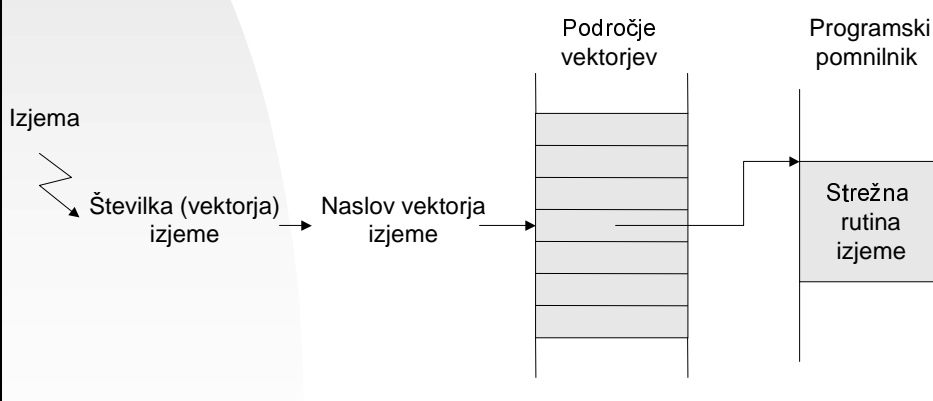 Področje
vektorjev
Programski
pomnilnik
Izjema
Številka (vektorja)
izjeme
Naslov vektorja
izjeme
Strežna
rutina
izjeme